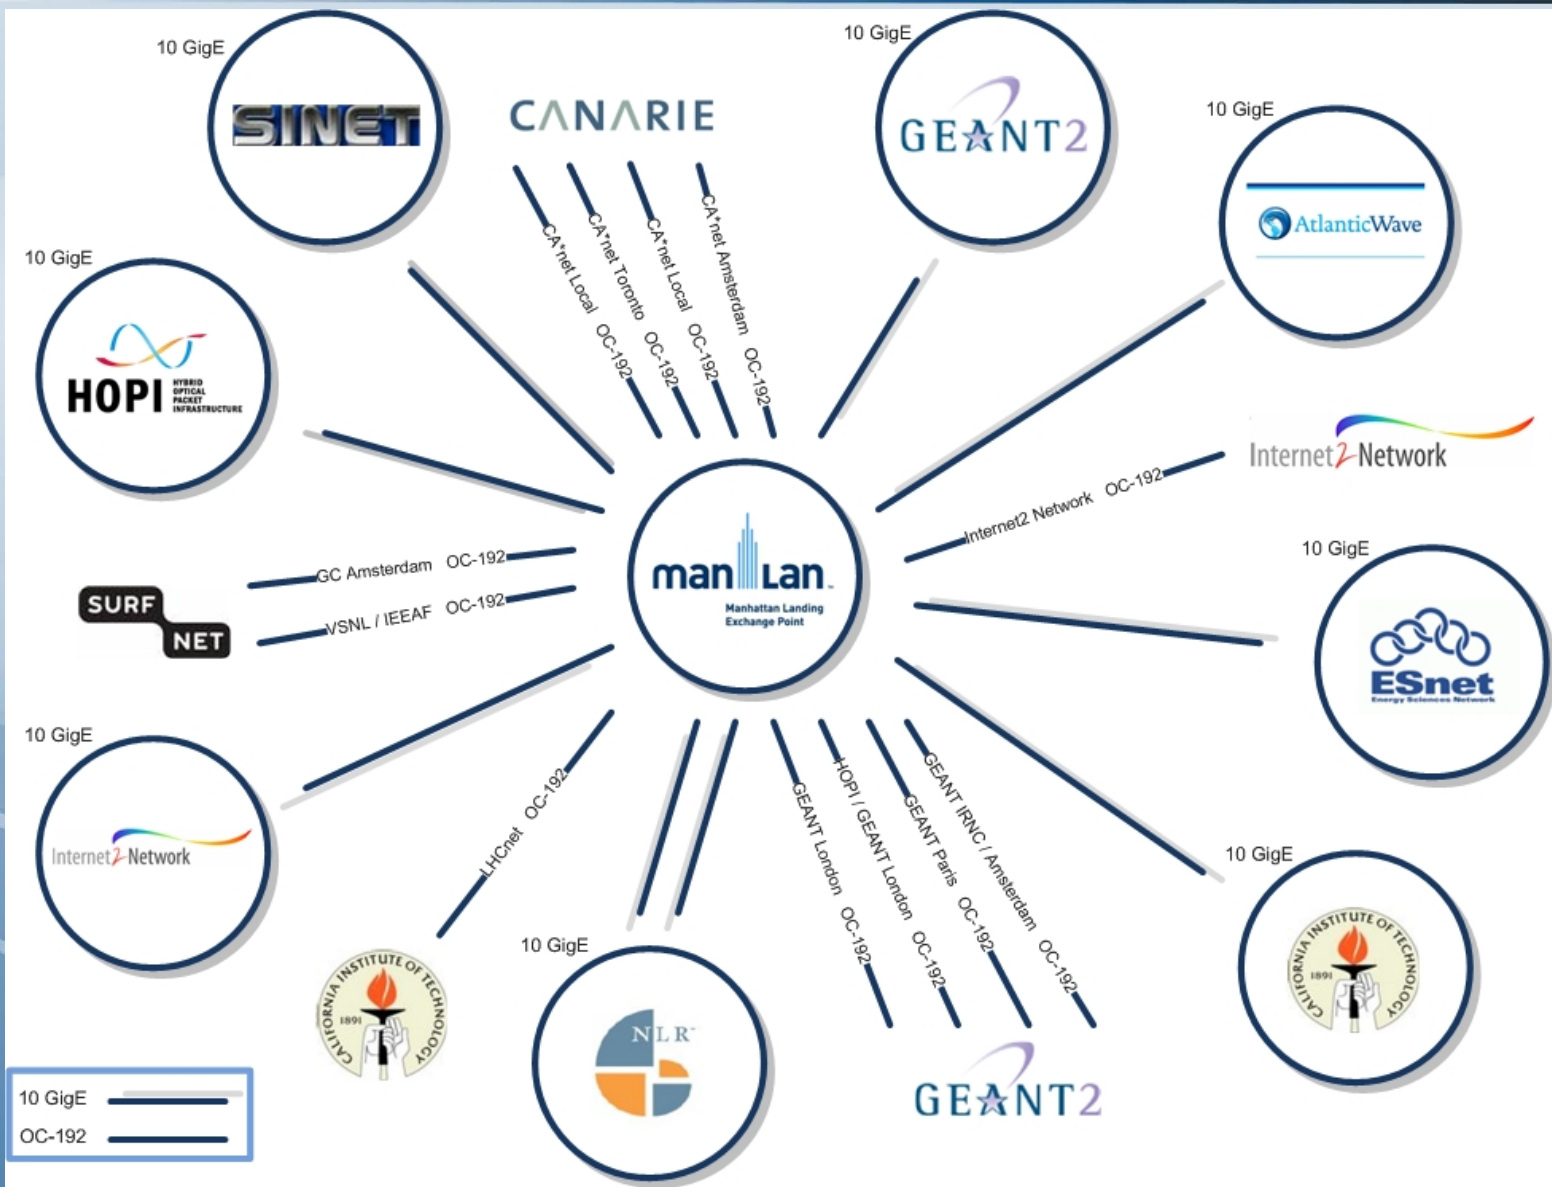 10 GigE
SINET
CANARIE
10 GigE
GEANT2
10 GigE
AtlanticWave
CA*net Local OC-192
CA*net Toronto OC-192
CA*net Local OC-192
CA*net Amsterdam OC-192
10 GigE
HOPI
HYBRID
OPTICAL
PACKET
INFRASTRUCTURE
Internet2 Network
Internet2 Network OC-192
man Lan
Manhattan Landing
Exchange Point
GC Amsterdam OC-192
VSNL / IEEAF OC-192
SURF
NET
10 GigE
ESnet
Energy Sciences Network
10 GigE
Internet2 Network
LHCnet OC-192
CALIFORNIA INSTITUTE OF TECHNOLOGY
1891
10 GigE
NLR
GEANT London OC-192
HOPI / GEANT London OC-192
GEANT Paris OC-192
GEANT IRNC / Amsterdam OC-192
GEANT2
10 GigE
CALIFORNIA INSTITUTE OF TECHNOLOGY
1891
10 GigE
OC-192